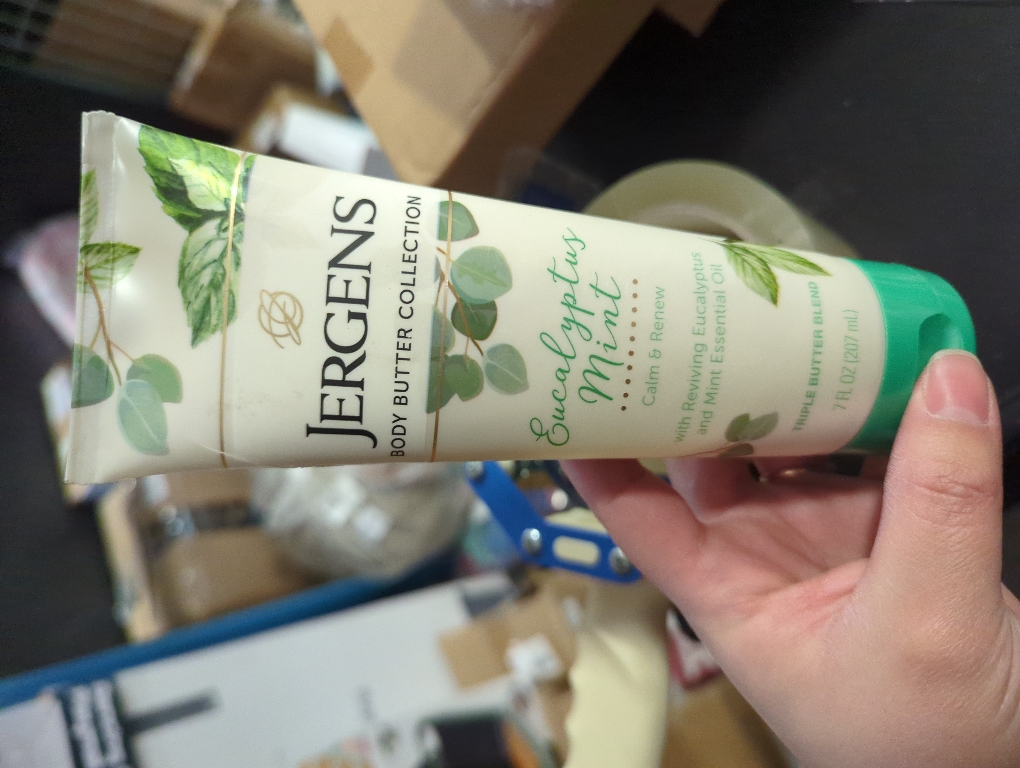 JERGENS
BODY BUTTER COLLECTION
Eucalyptus
Mint
Calm & Renew
with Reviving Eucalyptus
and Mint Essential Oil
TRIPLE BUTTER BLEND
7 FL OZ (207 mL)